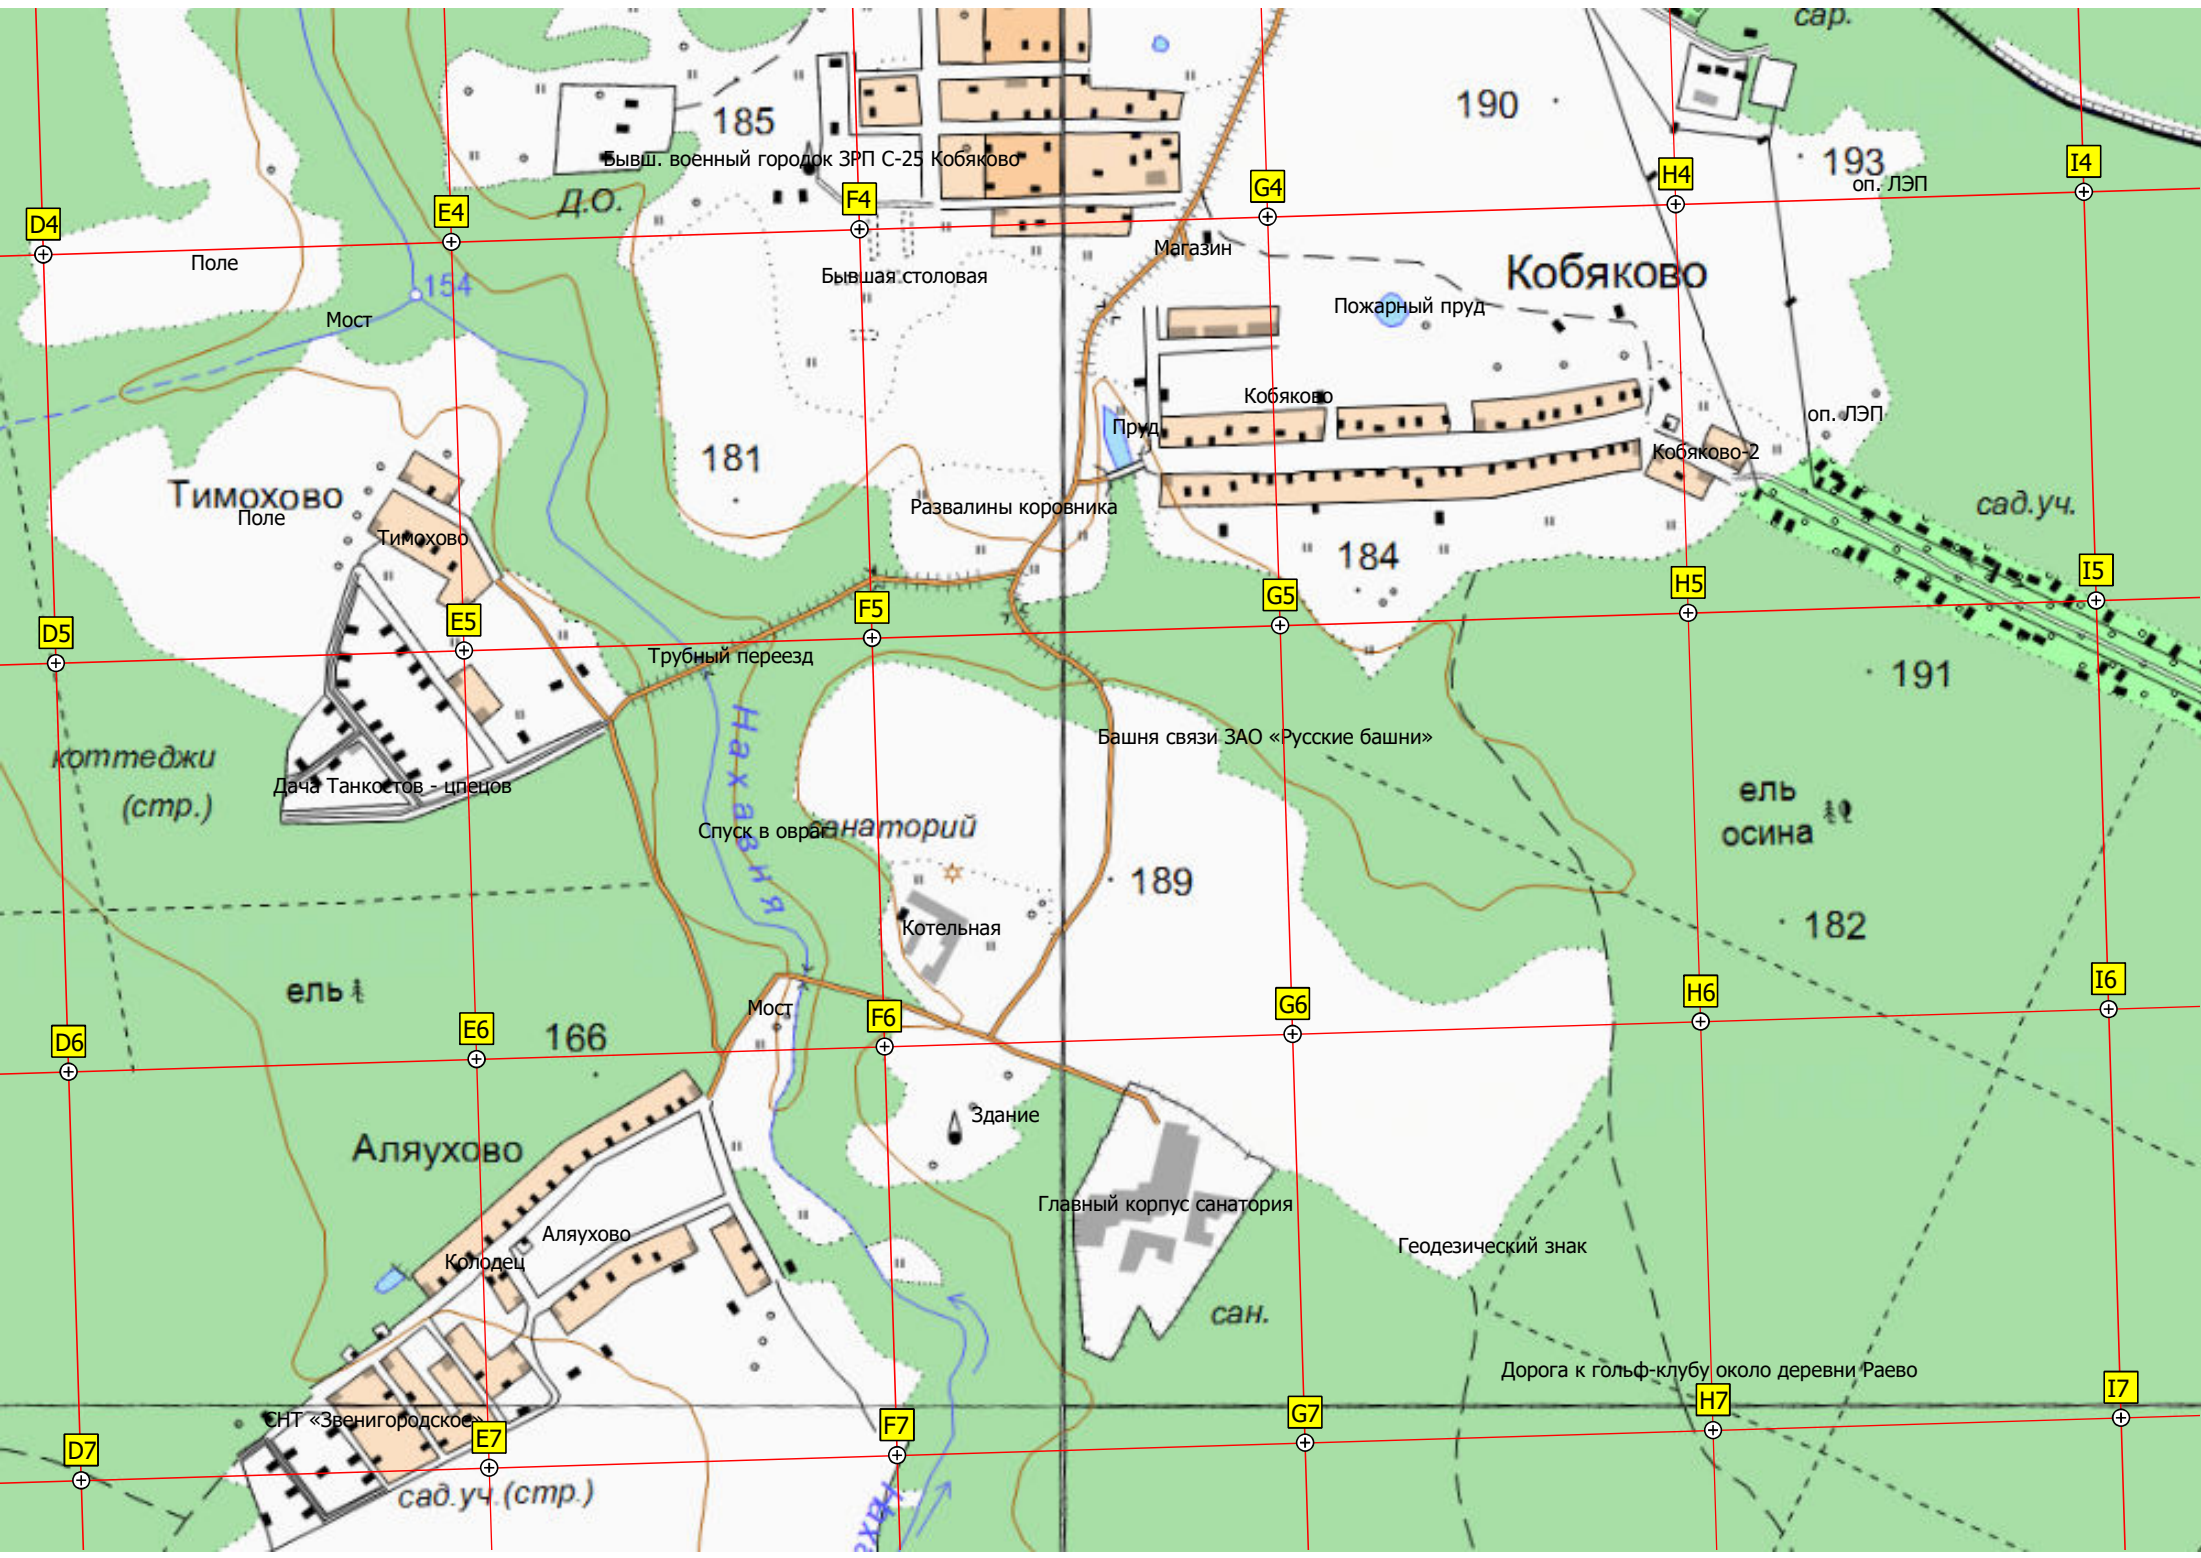 сар.
190
185
193
Бывш. военный городок ЗРП С-25 Кобяково
оп. ЛЭП
I4
H4
G4
F4
E4
D4
Д.О.
Магазин
Поле
Бывшая столовая
Кобяково
154
Мост
Пожарный пруд
Кобяково
оп. ЛЭП
Пруд
Кобяково-2
181
Тимохово
Поле
Развалины коровника
сад.уч.
Тимохово
184
I5
H5
G5
F5
E5
D5
Трубный переезд
191
Нахавня
Башня связи ЗАО «Русские башни»
коттеджи
(стр.)
Дача Танкостов - цпецов
ель
осина
Спуск в овраг
санаторий
189
Котельная
182
ель
Мост
I6
H6
G6
F6
E6
D6
166
Здание
Аляухово
Главный корпус санатория
Аляухово
Геодезический знак
Колодец
сан.
Дорога к гольф-клубу около деревни Раево
I7
H7
G7
F7
E7
D7
СНТ «Звенигородское»
сад.уч.(стр.)